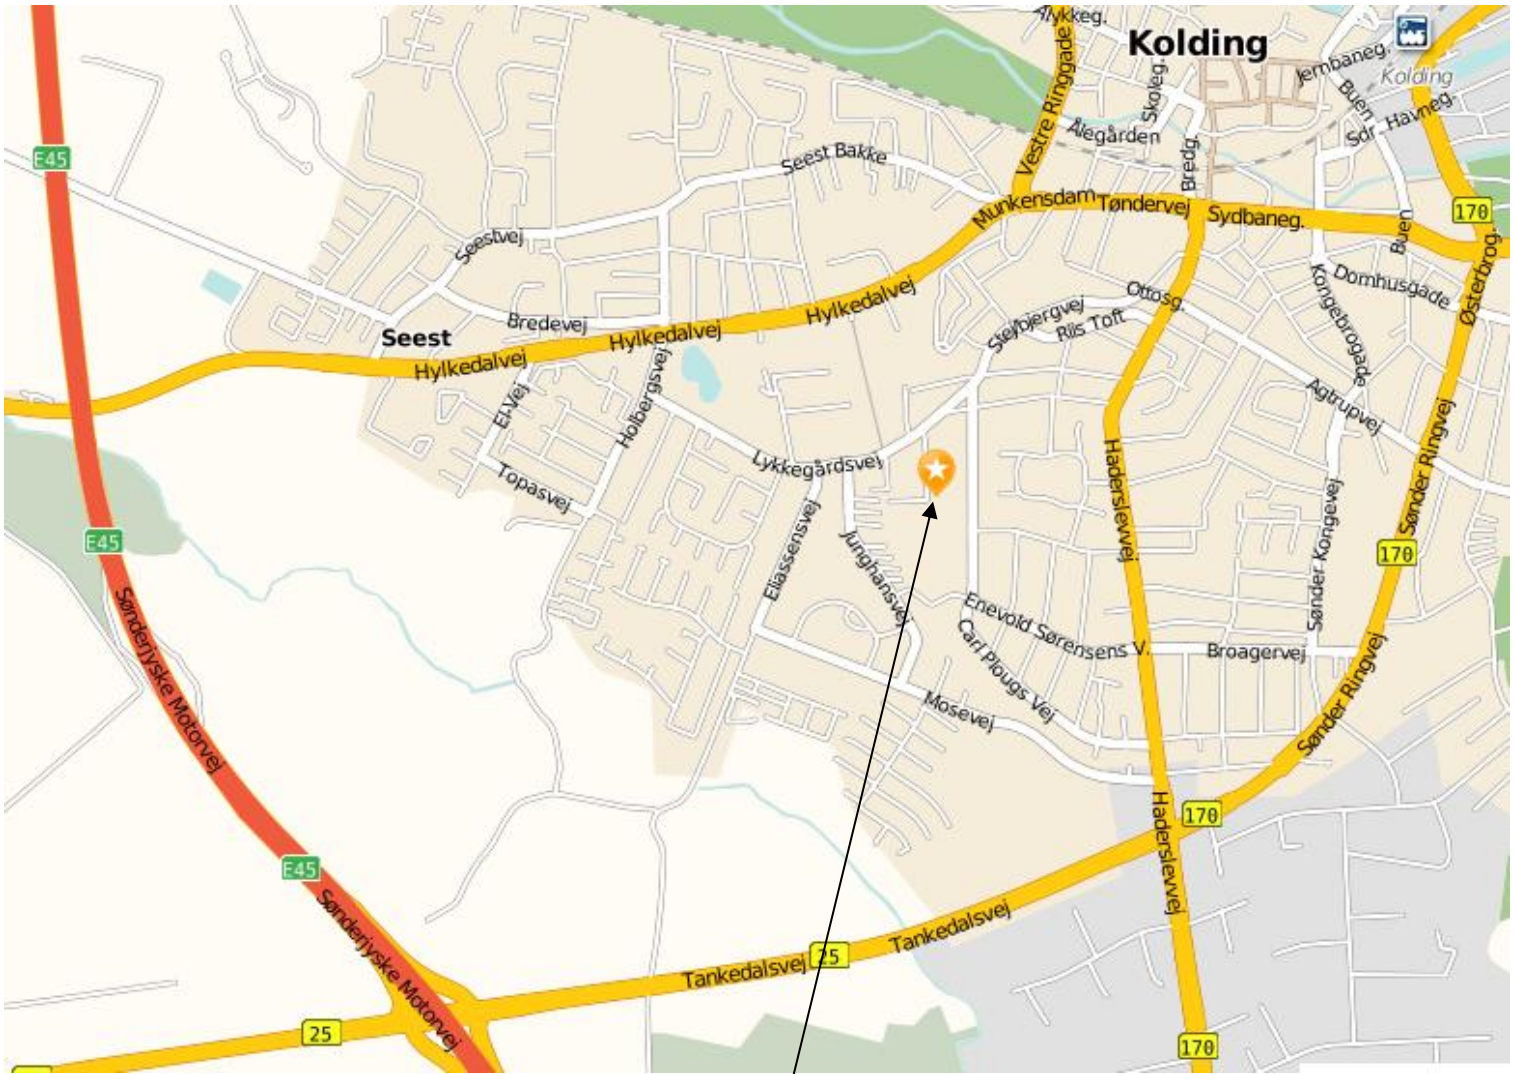 Ålykkeg.
Kolding
Vestre Ringgade
Skoleg.
Jernbaneg.
Kolding
Buen
Sdr. Havneg.
Ålegården
Bredg.
E45
Seest Bakke
Munkensdam
Tøndervej
Sydbaneg.
Buen
170
Østerbrog.
Seestvej
Kongebrogade
Domhusgade
Hylkedalvej
Ottosg.
Stejlbjergvej
Riis Toft
Bredevej
Seest
Hylkedalvej
Hylkedalvej
El-Vej
Holbergsvej
Agtrupvej
Sønder Ringvej
Lykkegårdsvej
Haderslevvej
Topasvej
Sønder Kongevej
E45
170
Eliassensvej
Junghansvej
Enevold Sørensens V.
Broagervej
Carl Plougs Vej
Sønderjyske Motorvej
Mosevej
Sønder Ringvej
170
Haderslevvej
E45
Sønderjyske Motorvej
Tankedalsvej
25
Tankedalsvej
25
170